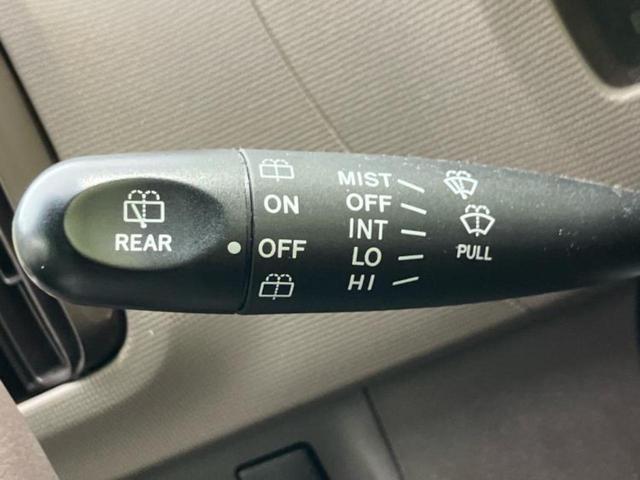 REAR
ON
OFF
MIST
OFF
INT
LO
HI
PULL